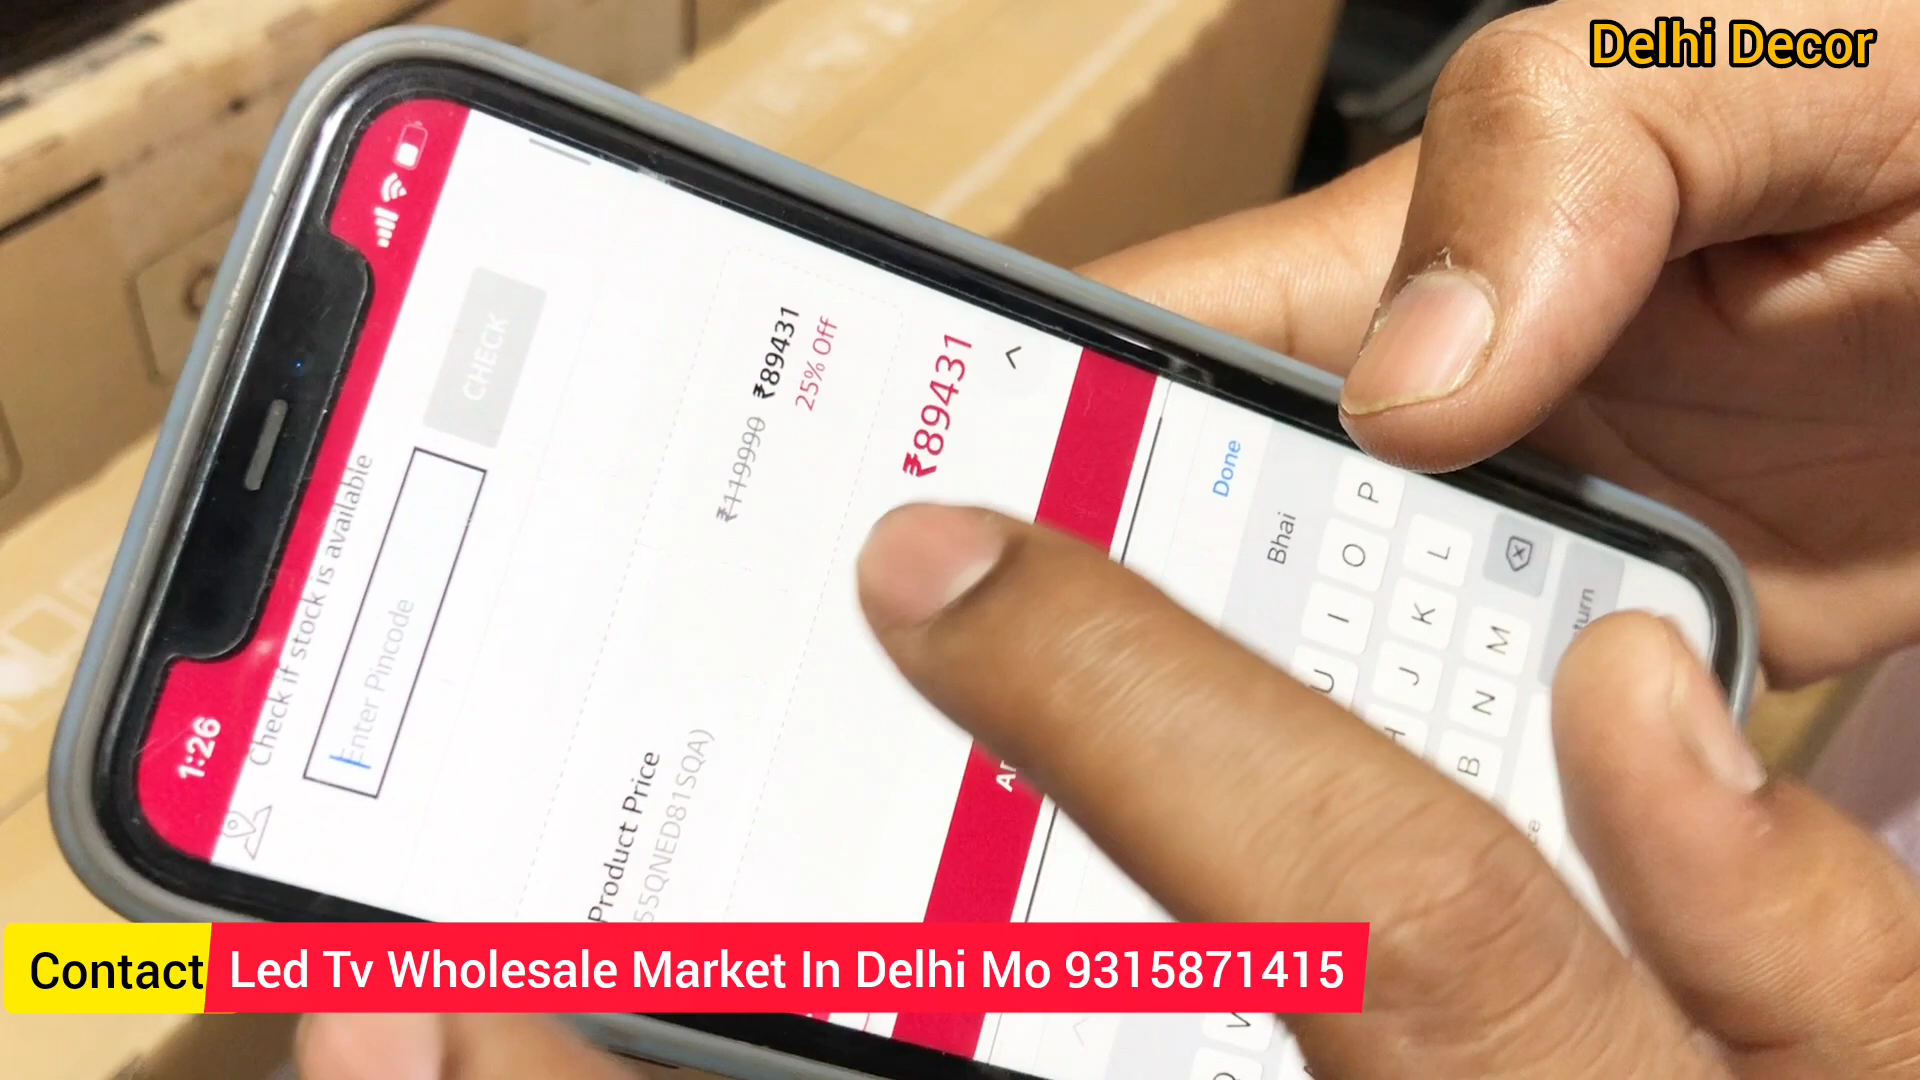 Delhi Decor
1:26
Check if stock is available
Enter Pincode
CHECK
Product Price
55QNED81SQA)
₹119990 ₹89431
25% Off
₹89431
Done
Bhai
U I O P
H J K L
B N M
Contact Led Tv Wholesale Market In Delhi Mo 9315871415